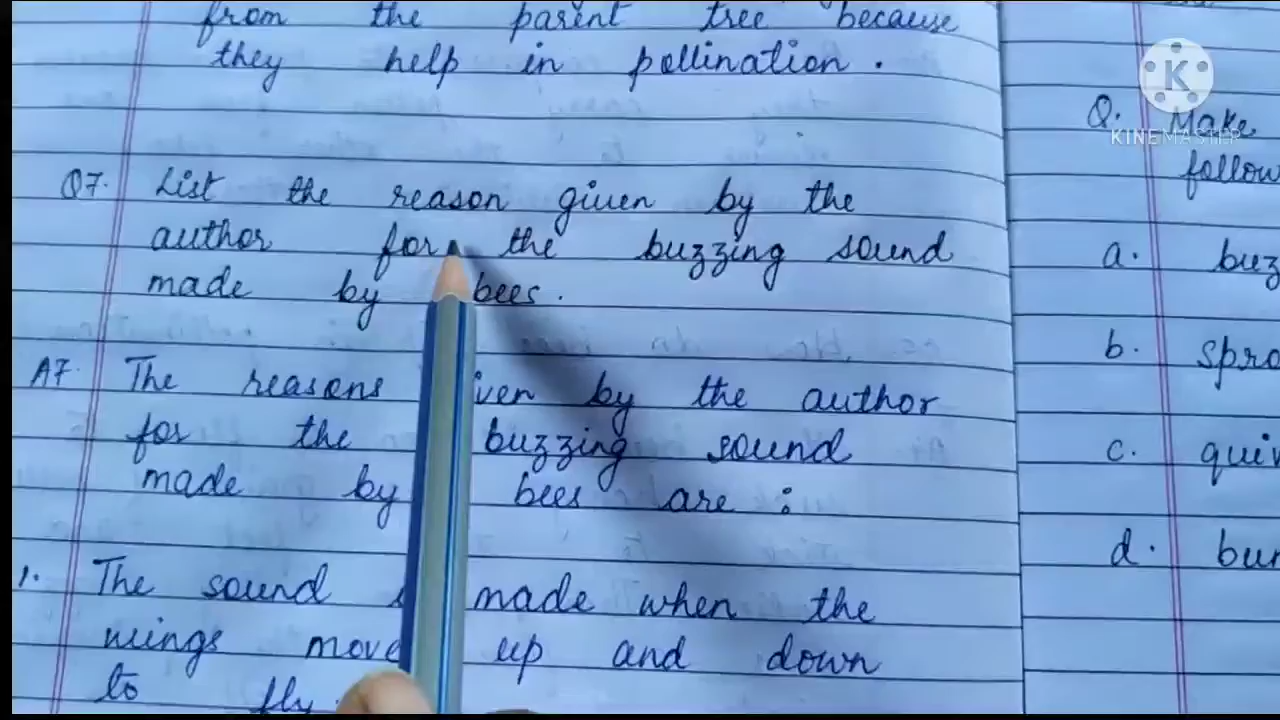 from the parent tree because
they help in pollination.
Q7. List the reason given by the
author for the buzzing sound
made by bees.
A7. The reasons by the author
for the buzzing sound
made by bees are :
1. The sound made when the
wings move up and down
to fly.
Q. Make
follow
a. buz
b. spro
c. quiv
d. bun
KINEMASTER